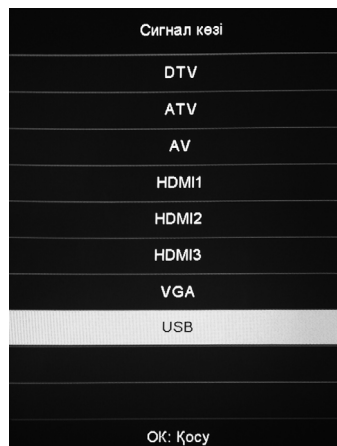 Сигнал көзі
DTV
ATV
AV
HDMI1
HDMI2
HDMI3
VGA
USB
OK: Қосу